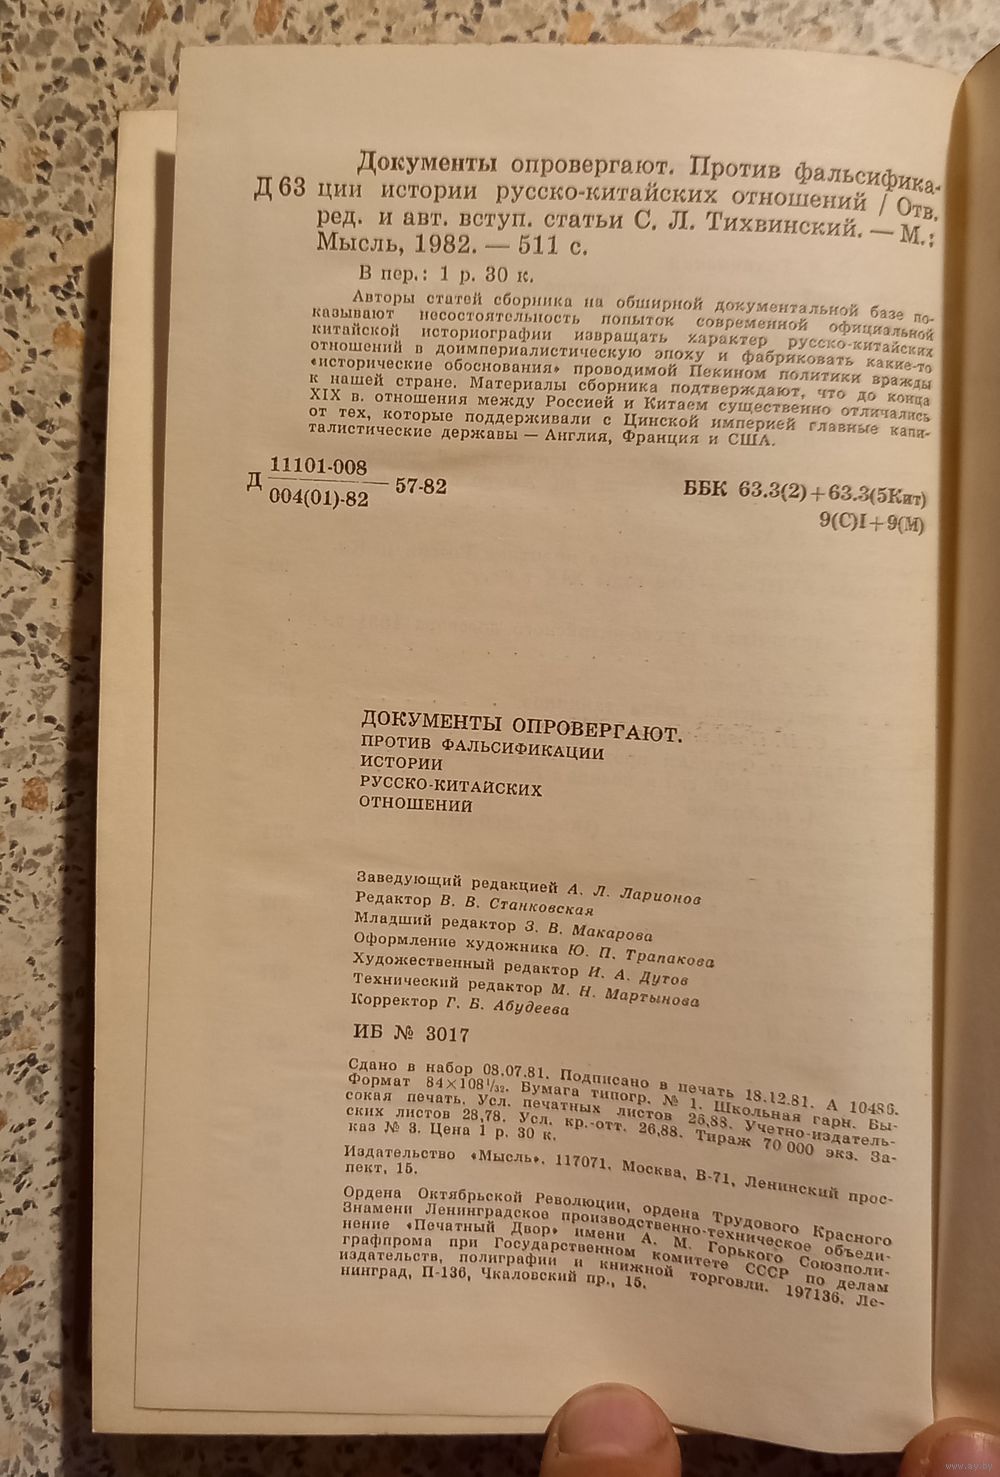 Документы опровергают. Против фальсифика-
Д 63 ции истории русско-китайских отношений / Отв.
ред. и авт. вступ. статьи С. Л. Тихвинский. — М.:
Мысль, 1982. — 511 с.
В пер.: 1 р. 30 к.
Авторы статей сборника на обширной документальной базе по-
казывают несостоятельность попыток современной официальной
китайской историографии извращать характер русско-китайских
отношений в доимпериалистическую эпоху и фабриковать какие-то
«исторические обоснования» проводимой Пекином политики вражды
к нашей стране. Материалы сборника подтверждают, что до конца
XIX в. отношения между Россией и Китаем существенно отличались
от тех, которые поддерживали с Цинской империей главные капи-
талистические державы — Англия, Франция и США.
Д 11101-008
004(01)-82 57-82
ББК 63.3(2)+63.3(5Кит)
9(С)I+9(М)
ДОКУМЕНТЫ ОПРОВЕРГАЮТ.
ПРОТИВ ФАЛЬСИФИКАЦИИ
ИСТОРИИ
РУССКО-КИТАЙСКИХ
ОТНОШЕНИЙ
Заведующий редакцией А. Л. Ларионов
Редактор В. В. Станковская
Младший редактор З. В. Макарова
Оформление художника Ю. П. Трапакова
Художественный редактор И. А. Дутов
Технический редактор М. Н. Мартынова
Корректор Г. Б. Абудеева
ИБ № 3017
Сдано в набор 08.07.81. Подписано в печать 18.12.81. А 10486.
Формат 84×108¹/₃₂. Бумага типогр. № 1. Школьная гарн. Вы-
сокая печать. Усл. печатных листов 26,88. Учетно-издатель-
ских листов 28,78. Усл. кр.-отт. 26,88. Тираж 70 000 экз. За-
каз № 3. Цена 1 р. 30 к.
Издательство «Мысль». 117071. Москва, В-71, Ленинский прос-
пект, 15.
Ордена Октябрьской Революции, ордена Трудового Красного
Знамени Ленинградское производственно-техническое объеди-
нение «Печатный Двор» имени А. М. Горького Союзполи-
графпрома при Государственном комитете СССР по делам
издательств, полиграфии и книжной торговли. 197136, Ле-
нинград, П-136, Чкаловский пр., 15.
www.ay.by